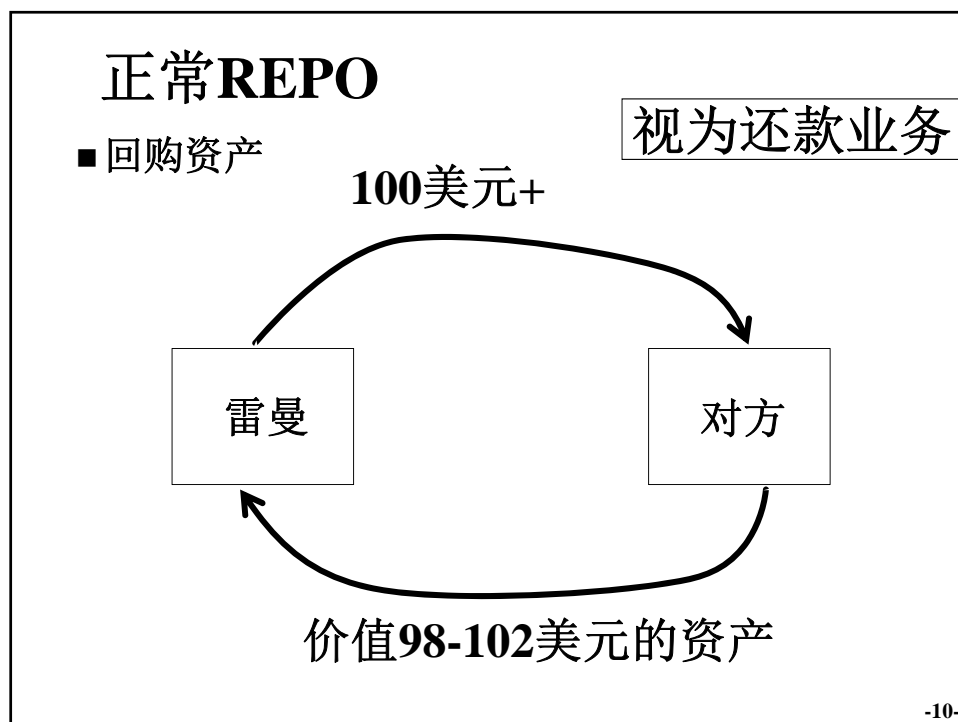 正常REPO
视为还款业务
■ 回购资产
100美元+
雷曼
对方
价值98-102美元的资产
-10-